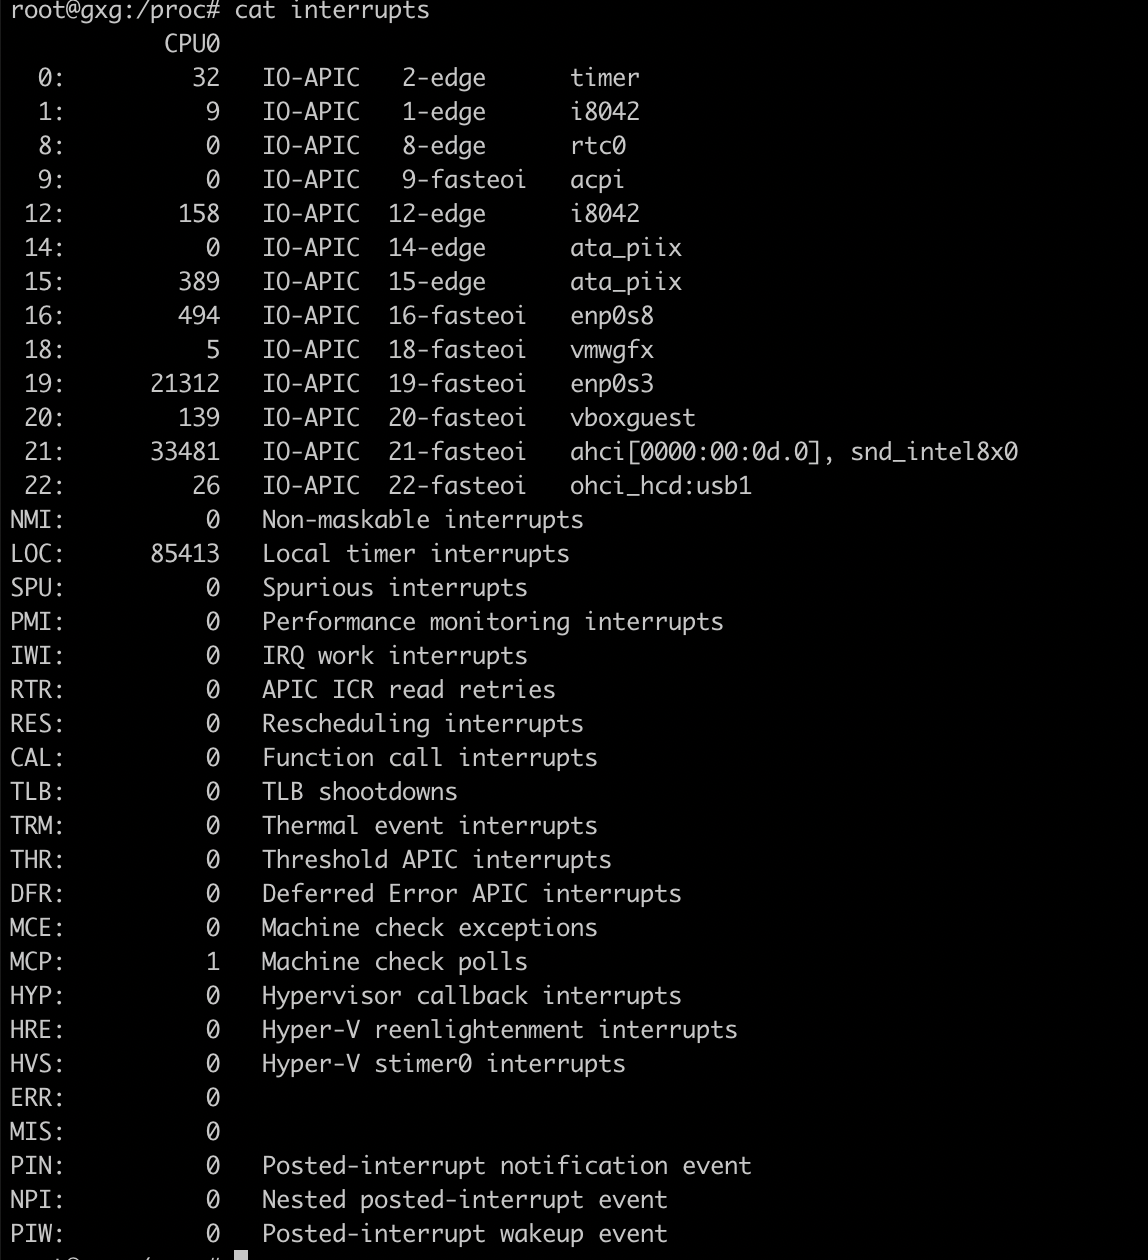 root@gxg:/proc# cat interrupts
           CPU0
  0:         32   IO-APIC   2-edge      timer
  1:          9   IO-APIC   1-edge      i8042
  8:          0   IO-APIC   8-edge      rtc0
  9:          0   IO-APIC   9-fasteoi   acpi
 12:        158   IO-APIC  12-edge      i8042
 14:          0   IO-APIC  14-edge      ata_piix
 15:        389   IO-APIC  15-edge      ata_piix
 16:        494   IO-APIC  16-fasteoi   enp0s8
 18:          5   IO-APIC  18-fasteoi   vmwgfx
 19:      21312   IO-APIC  19-fasteoi   enp0s3
 20:        139   IO-APIC  20-fasteoi   vboxguest
 21:      33481   IO-APIC  21-fasteoi   ahci[0000:00:0d.0], snd_intel8x0
 22:         26   IO-APIC  22-fasteoi   ohci_hcd:usb1
NMI:          0   Non-maskable interrupts
LOC:      85413   Local timer interrupts
SPU:          0   Spurious interrupts
PMI:          0   Performance monitoring interrupts
IWI:          0   IRQ work interrupts
RTR:          0   APIC ICR read retries
RES:          0   Rescheduling interrupts
CAL:          0   Function call interrupts
TLB:          0   TLB shootdowns
TRM:          0   Thermal event interrupts
THR:          0   Threshold APIC interrupts
DFR:          0   Deferred Error APIC interrupts
MCE:          0   Machine check exceptions
MCP:          1   Machine check polls
HYP:          0   Hypervisor callback interrupts
HRE:          0   Hyper-V reenlightenment interrupts
HVS:          0   Hyper-V stimer0 interrupts
ERR:          0
MIS:          0
PIN:          0   Posted-interrupt notification event
NPI:          0   Nested posted-interrupt event
PIW:          0   Posted-interrupt wakeup event